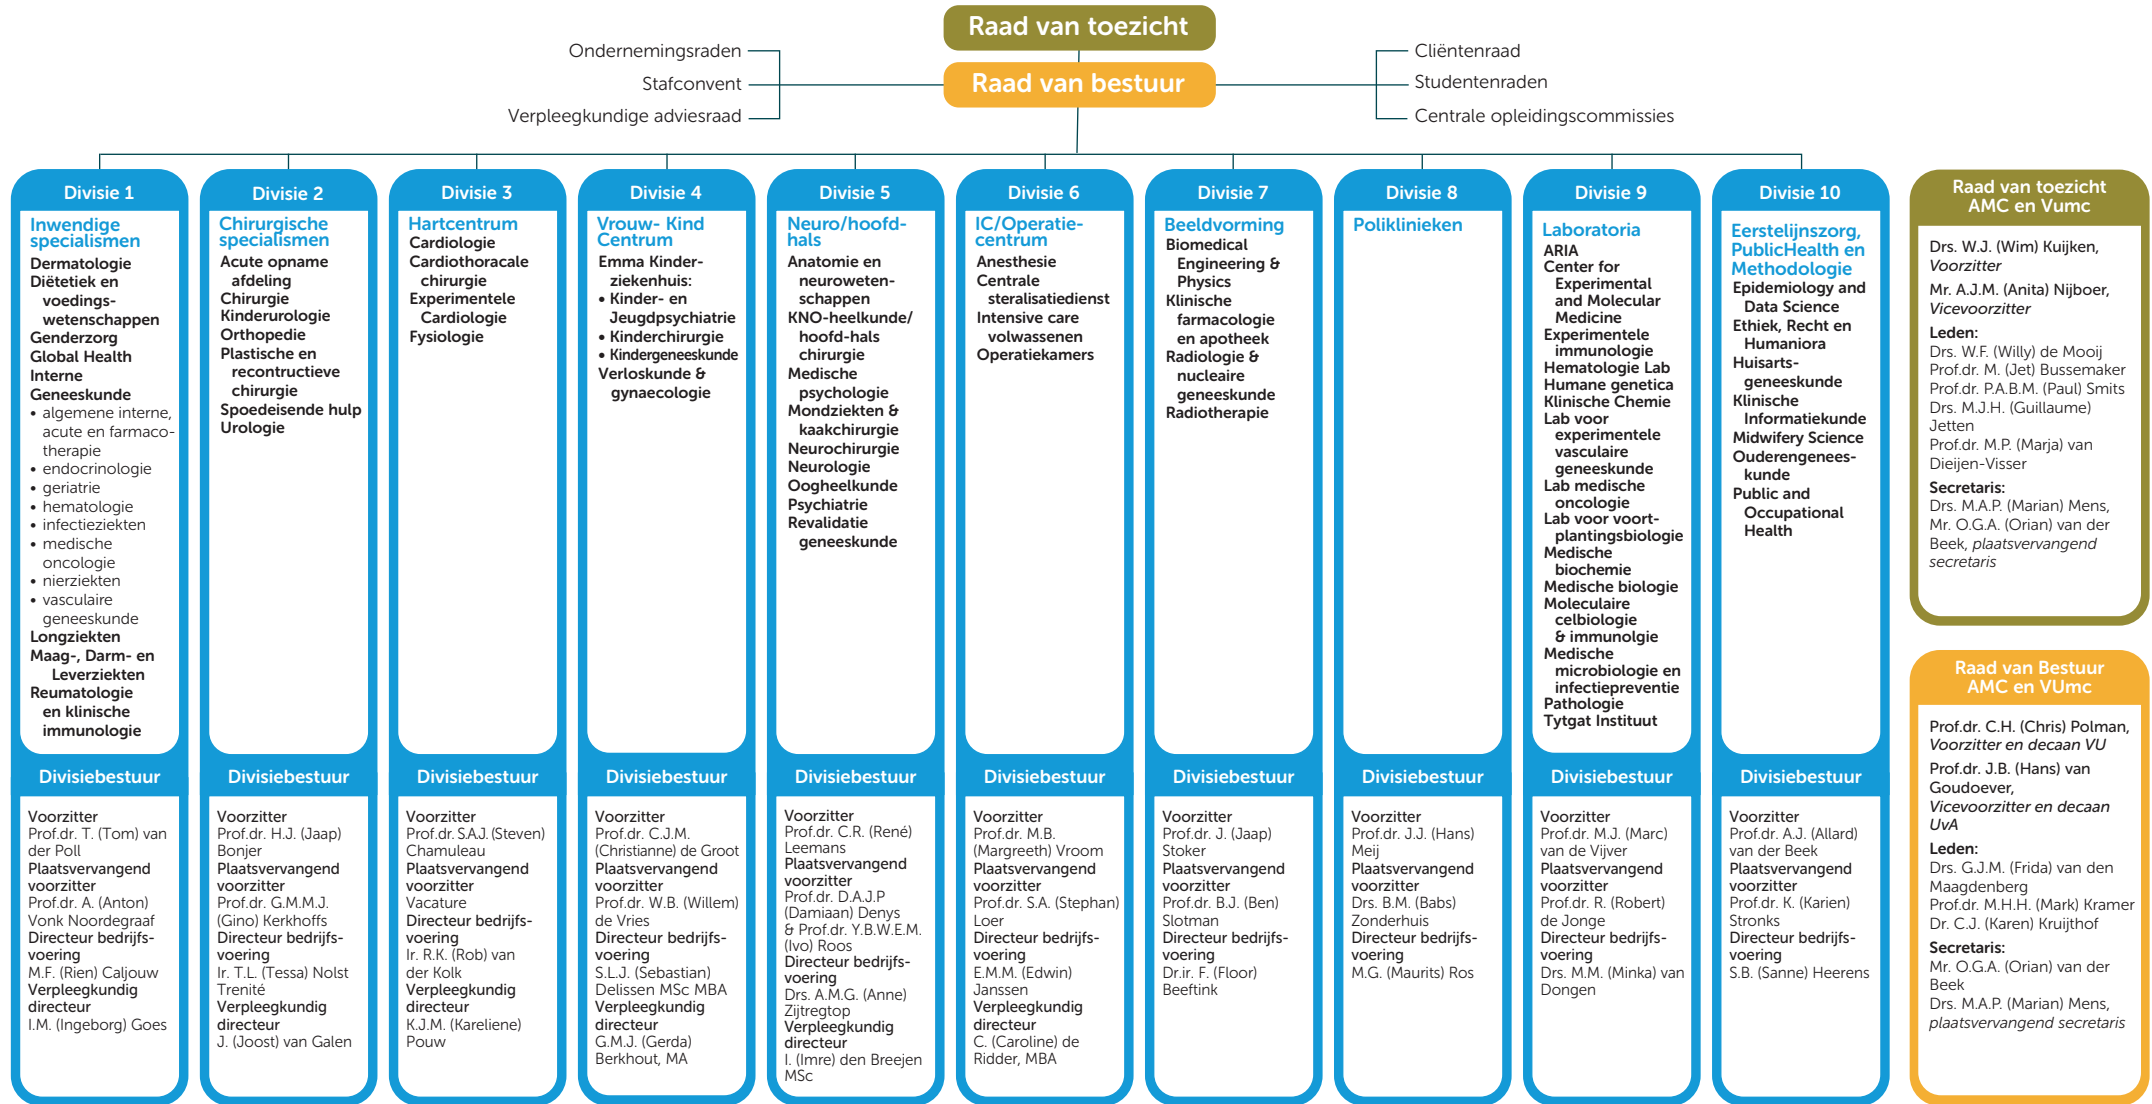 Raad van toezicht
Raad van bestuur
Ondernemingsraden
Stafconvent
Verpleegkundige adviesraad
Cliëntenraad
Studentenraden
Centrale opleidingscommissies
Divisie 1
Inwendige
specialismen
Dermatologie
Diëtetiek en
voedings-
wetenschappen
Genderzorg
Global Health
Interne
Geneeskunde
• algemene interne,
acute en farmaco-
therapie
• endocrinologie
• geriatrie
• hematologie
• infectieziekten
• medische
oncologie
• nierziekten
• vasculaire
geneeskunde
Longziekten
Maag-, Darm- en
Leverziekten
Reumatologie
en klinische
immunologie
Divisiebestuur
Voorzitter
Prof.dr. T. (Tom) van
der Poll
Plaatsvervangend
voorzitter
Prof.dr. A. (Anton)
Vonk Noordegraaf
Directeur bedrijfs-
voering
M.F. (Rien) Caljouw
Verpleegkundig
directeur
I.M. (Ingeborg) Goes
Divisie 2
Chirurgische
specialismen
Acute opname
afdeling
Chirurgie
Kinderurologie
Orthopedie
Plastische en
recontructieve
chirurgie
Spoedeisende hulp
Urologie
Divisiebestuur
Voorzitter
Prof.dr. H.J. (Jaap)
Bonjer
Plaatsvervangend
voorzitter
Prof.dr. G.M.M.J.
(Gino) Kerkhoffs
Directeur bedrijfs-
voering
Ir. T.L. (Tessa) Nolst
Trenité
Verpleegkundig
directeur
J. (Joost) van Galen
Divisie 3
Hartcentrum
Cardiologie
Cardiothoracale
chirurgie
Experimentele
Cardiologie
Fysiologie
Divisiebestuur
Voorzitter
Prof.dr. S.A.J. (Steven)
Chamuleau
Plaatsvervangend
voorzitter
Vacature
Directeur bedrijfs-
voering
Ir. R.K. (Rob) van
der Kolk
Verpleegkundig
directeur
K.J.M. (Kareliene)
Pouw
Divisie 4
Vrouw- Kind
Centrum
Emma Kinder-
ziekenhuis:
• Kinder- en
Jeugdpsychiatrie
• Kinderchirurgie
• Kindergeneeskunde
Verloskunde &
gynaecologie
Divisiebestuur
Voorzitter
Prof.dr. C.J.M.
(Christianne) de Groot
Plaatsvervangend
voorzitter
Prof.dr. W.B. (Willem)
de Vries
Directeur bedrijfs-
voering
S.L.J. (Sebastian)
Delissen MSc MBA
Verpleegkundig
directeur
G.M.J. (Gerda)
Berkhout, MA
Divisie 5
Neuro/hoofd-
hals
Anatomie en
neuroweten-
schappen
KNO-heelkunde/
hoofd-hals
chirurgie
Medische
psychologie
Mondziekten &
kaakchirurgie
Neurochirurgie
Neurologie
Oogheelkunde
Psychiatrie
Revalidatie
geneeskunde
Divisiebestuur
Voorzitter
Prof.dr. C.R. (René)
Leemans
Plaatsvervangend
voorzitter
Prof.dr. D.A.J.P
(Damiaan) Denys
& Prof.dr. Y.B.W.E.M.
(Ivo) Roos
Directeur bedrijfs-
voering
Drs. A.M.G. (Anne)
Zijtregtop
Verpleegkundig
directeur
I. (Imre) den Breejen
MSc
Divisie 6
IC/Operatie-
centrum
Anesthesie
Centrale
steralisatiedienst
Intensive care
volwassenen
Operatiekamers
Divisiebestuur
Voorzitter
Prof.dr. M.B.
(Margreeth) Vroom
Plaatsvervangend
voorzitter
Prof.dr. S.A. (Stephan)
Loer
Directeur bedrijfs-
voering
E.M.M. (Edwin)
Janssen
Verpleegkundig
directeur
C. (Caroline) de
Ridder, MBA
Divisie 7
Beeldvorming
Biomedical
Engineering &
Physics
Klinische
farmacologie
en apotheek
Radiologie &
nucleaire
geneeskunde
Radiotherapie
Divisiebestuur
Voorzitter
Prof.dr. J. (Jaap)
Stoker
Plaatsvervangend
voorzitter
Prof.dr. B.J. (Ben)
Slotman
Directeur bedrijfs-
voering
Dr.ir. F. (Floor)
Beeftink
Divisie 8
Poliklinieken
Divisiebestuur
Voorzitter
Prof.dr. J.J. (Hans)
Meij
Plaatsvervangend
voorzitter
Drs. B.M. (Babs)
Zonderhuis
Directeur bedrijfs-
voering
M.G. (Maurits) Ros
Divisie 9
Laboratoria
ARIA
Center for
Experimental
and Molecular
Medicine
Experimentele
immunologie
Hematologie Lab
Humane genetica
Klinische Chemie
Lab voor
experimentele
vasculaire
geneeskunde
Lab medische
oncologie
Lab voor voort-
plantingsbiologie
Medische
biochemie
Medische biologie
Moleculaire
celbiologie
& immunolgie
Medische
microbiologie en
infectiepreventie
Pathologie
Tytgat Instituut
Divisiebestuur
Voorzitter
Prof.dr. M.J. (Marc)
van de Vijver
Plaatsvervangend
voorzitter
Prof.dr. R. (Robert)
de Jonge
Directeur bedrijfs-
voering
Drs. M.M. (Minka) van
Dongen
Divisie 10
Eerstelijnszorg,
PublicHealth en
Methodologie
Epidemiology and
Data Science
Ethiek, Recht en
Humaniora
Huisarts-
geneeskunde
Klinische
Informatiekunde
Midwifery Science
Ouderengenees-
kunde
Public and
Occupational
Health
Divisiebestuur
Voorzitter
Prof.dr. A.J. (Allard)
van der Beek
Plaatsvervangend
voorzitter
Prof.dr. K. (Karien)
Stronks
Directeur bedrijfs-
voering
S.B. (Sanne) Heerens
Raad van toezicht
AMC en Vumc
Drs. W.J. (Wim) Kuijken,
Voorzitter
Mr. A.J.M. (Anita) Nijboer,
Vicevoorzitter
Leden:
Drs. W.F. (Willy) de Mooij
Prof.dr. M. (Jet) Bussemaker
Prof.dr. P.A.B.M. (Paul) Smits
Drs. M.J.H. (Guillaume)
Jetten
Prof.dr. M.P. (Marja) van
Dieijen-Visser
Secretaris:
Drs. M.A.P. (Marian) Mens,
Mr. O.G.A. (Orian) van der
Beek, plaatsvervangend
secretaris
Raad van Bestuur
AMC en VUmc
Prof.dr. C.H. (Chris) Polman,
Voorzitter en decaan VU
Prof.dr. J.B. (Hans) van
Goudoever,
Vicevoorzitter en decaan
UvA
Leden:
Drs. G.J.M. (Frida) van den
Maagdenberg
Prof.dr. M.H.H. (Mark) Kramer
Dr. C.J. (Karen) Kruijthof
Secretaris:
Mr. O.G.A. (Orian) van der
Beek
Drs. M.A.P. (Marian) Mens,
plaatsvervangend secretaris